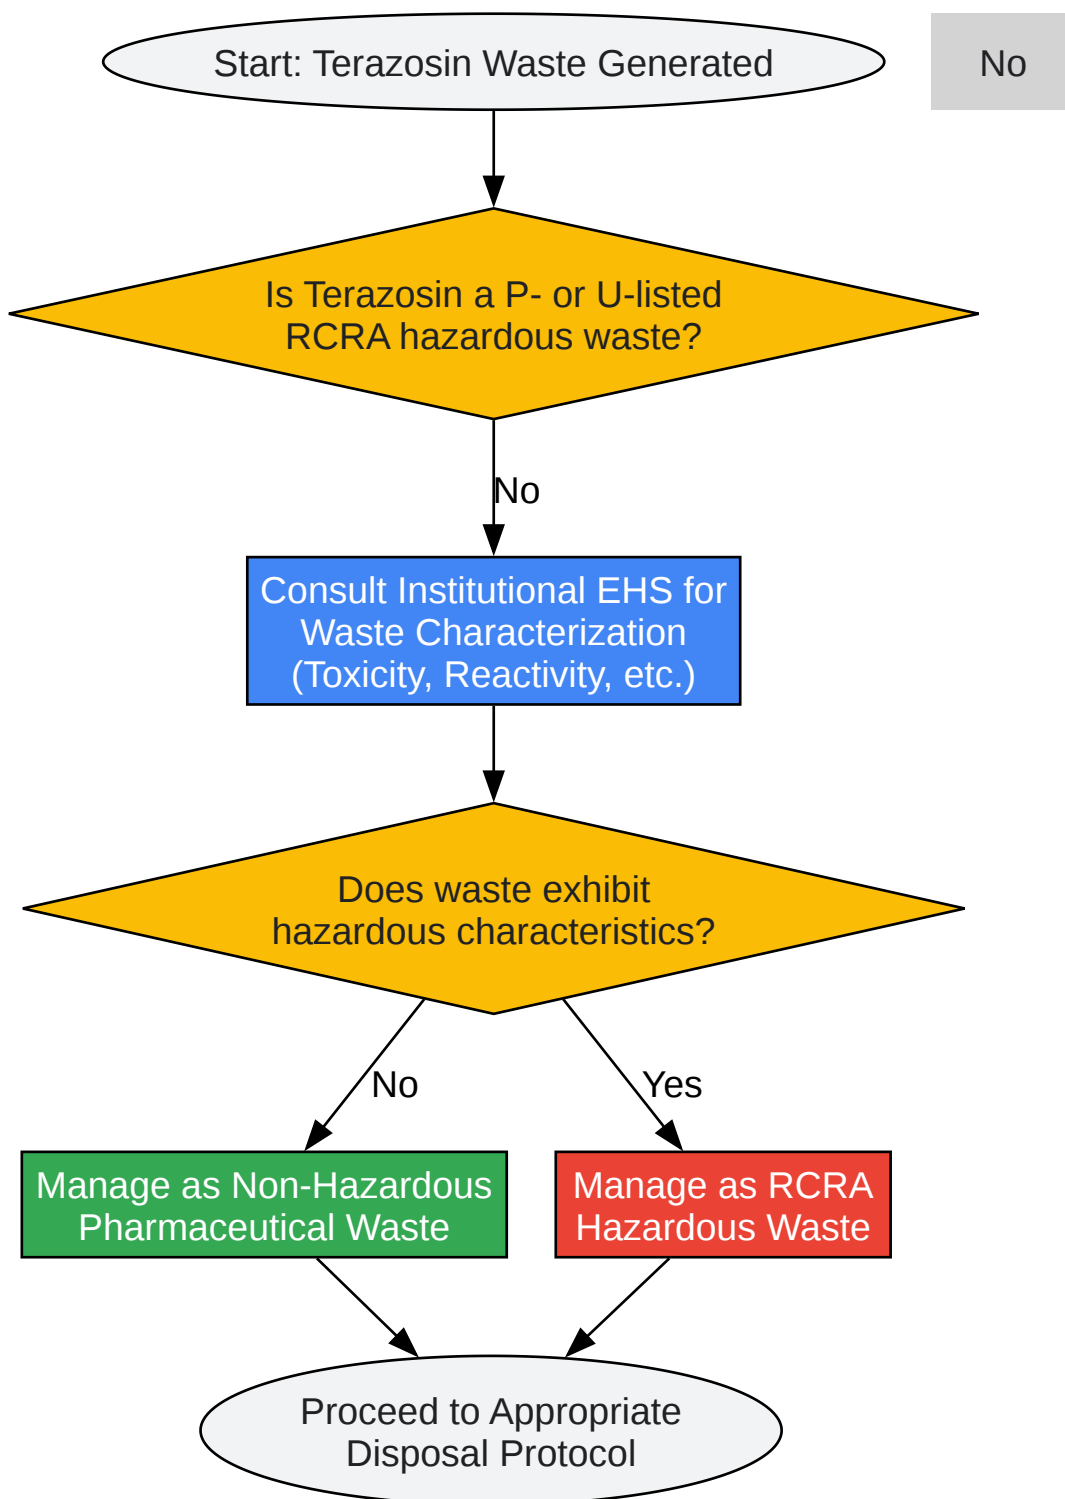 Start: Terazosin Waste Generated
No
Is Terazosin a P- or U-listed
RCRA hazardous waste?
No
Consult Institutional EHS for
Waste Characterization
(Toxicity, Reactivity, etc.)
Does waste exhibit
hazardous characteristics?
No
Yes
Manage as Non-Hazardous
Pharmaceutical Waste
Manage as RCRA
Hazardous Waste
Proceed to Appropriate
Disposal Protocol